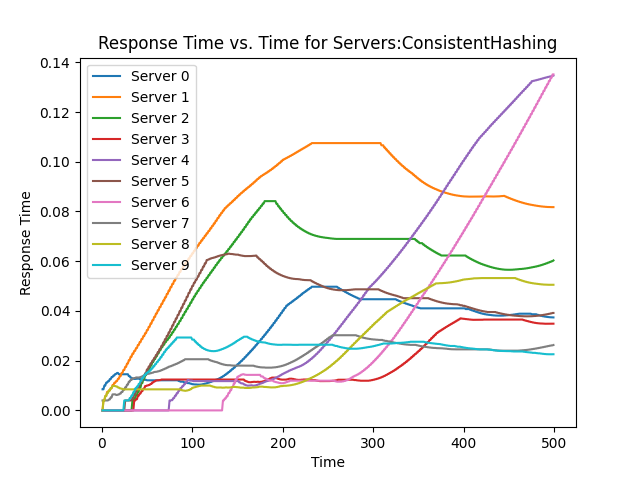 Response Time vs. Time for Servers:ConsistentHashing
0.14
0.12
0.10
0.08
0.06
0.04
0.02
0.00
Response Time
Server 0
Server 1
Server 2
Server 3
Server 4
Server 5
Server 6
Server 7
Server 8
Server 9
0 100 200 300 400 500
Time